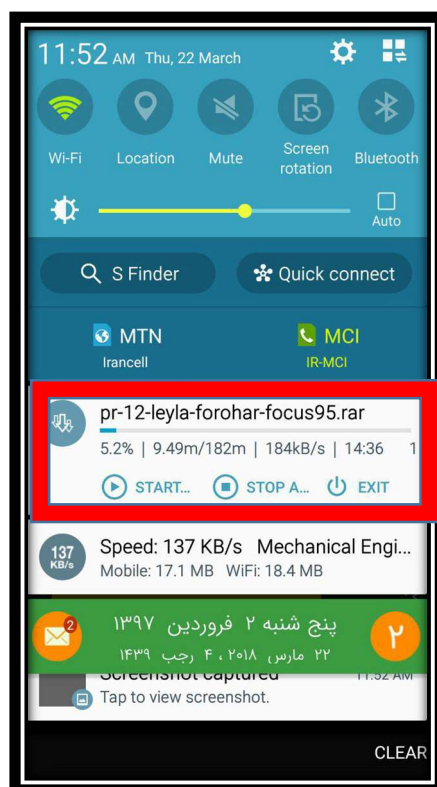 11:52 AM Thu, 22 March
Wi-Fi
Location
Mute
Screen rotation
Bluetooth
Auto
S Finder
Quick connect
MTN
Irancell
MCI
IR-MCI
pr-12-leyla-forohar-focus95.rar
5.2% | 9.49m/182m | 184kB/s | 14:36 1
START... STOP A... EXIT
137 KB/s
Speed: 137 KB/s Mechanical Engi...
Mobile: 17.1 MB WiFi: 18.4 MB
2
پنج شنبه ۲ فروردین ۱۳۹۷
۲۲ مارس ۲۰۱۸ ، ۴ رجب ۱۴۳۹
۲
Screenshot captured 11:52 AM
Tap to view screenshot.
CLEAR